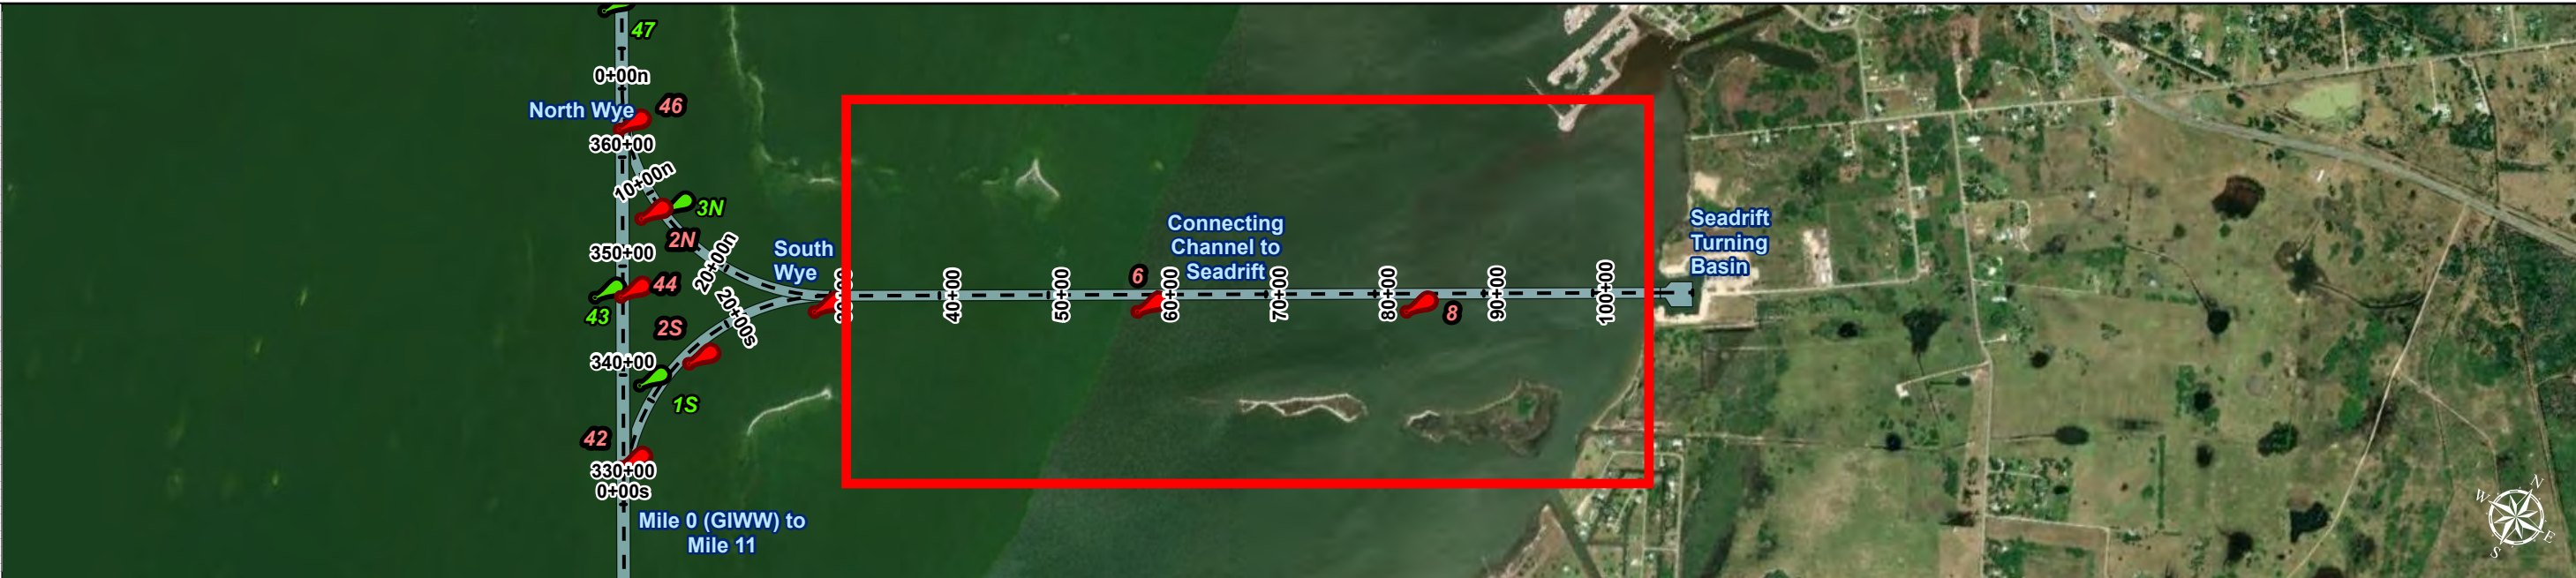 47
0+00n
North Wye
46
360+00
10+00n
3N
2N
20+00n
350+00
South
Wye
44
43
2S
20+00s
340+00
1S
42
330+00
0+00s
Mile 0 (GIWW) to
Mile 11
40+00
50+00
6
60+00
Connecting
Channel to
Seadrift
70+00
80+00
8
90+00
100+00
Seadrift
Turning
Basin
N
W
E
S